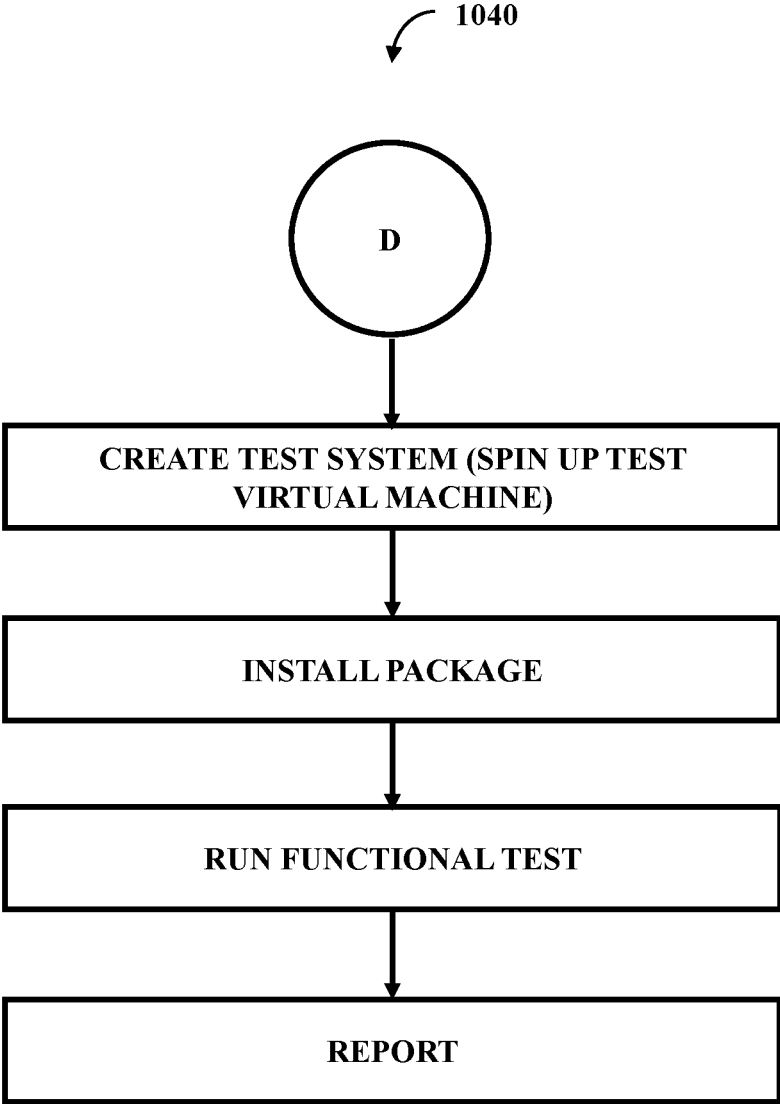 1040
D
CREATE TEST SYSTEM (SPIN UP TEST
VIRTUAL MACHINE)
INSTALL PACKAGE
RUN FUNCTIONAL TEST
REPORT